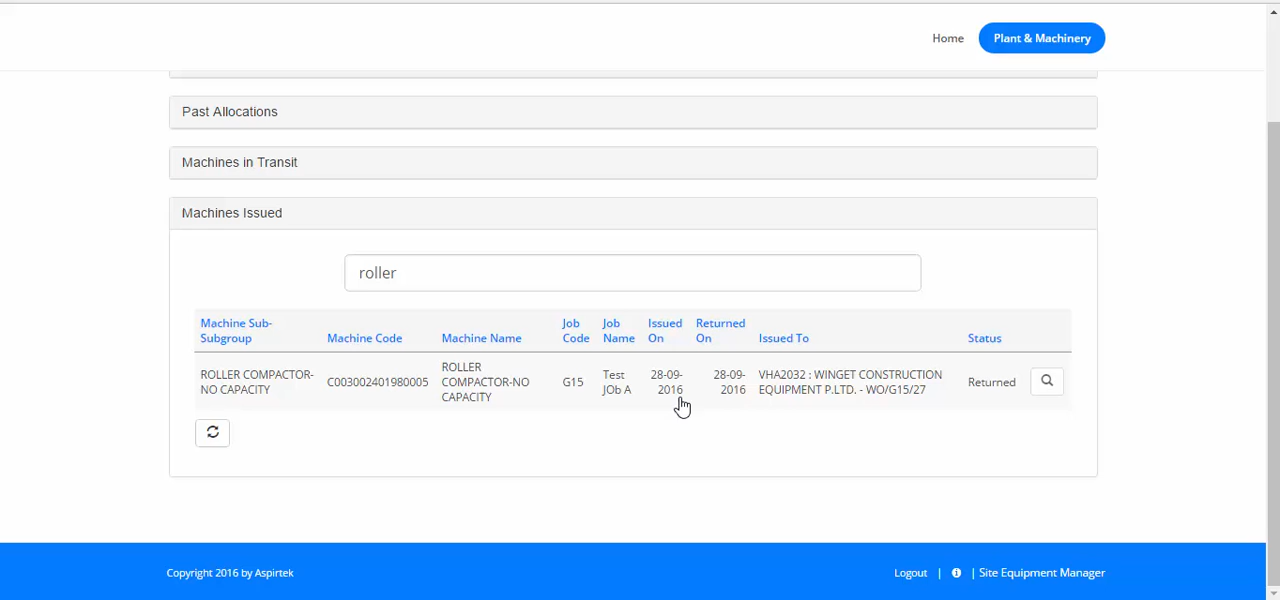 Home
Plant & Machinery
Past Allocations
Machines in Transit
Machines Issued
roller
Machine Sub-
Subgroup
Machine Code
Machine Name
Job
Code
Job
Name
Issued
On
Returned
On
Issued To
Status
ROLLER COMPACTOR-
NO CAPACITY
C003002401980005
ROLLER
COMPACTOR-NO
CAPACITY
G15
Test
JOb A
28-09-
2016
28-09-
2016
VHA2032 : WINGET CONSTRUCTION
EQUIPMENT P.LTD. - WO/G15/27
Returned
Copyright 2016 by Aspirtek
Logout | | Site Equipment Manager